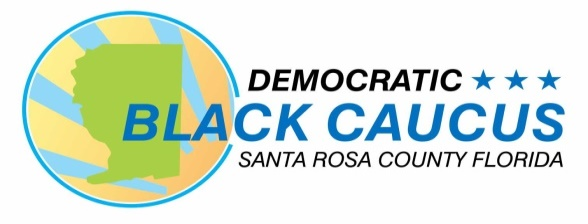 DEMOCRATIC
BLACK CAUCUS
SANTA ROSA COUNTY FLORIDA